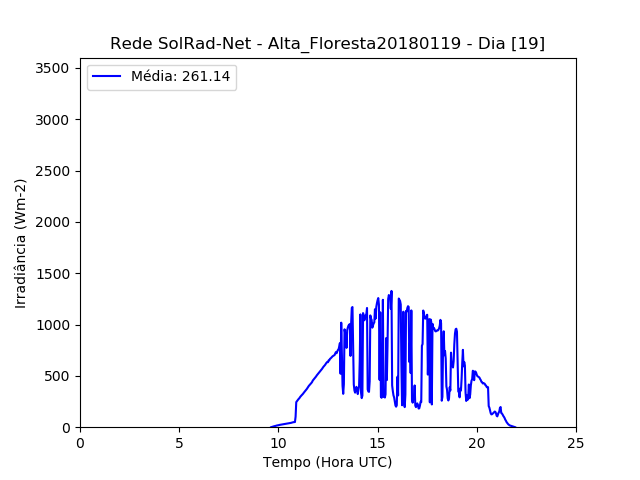 Rede SolRad-Net - Alta_Floresta20180119 - Dia [19]
Média: 261.14
3500
3000
2500
2000
1500
1000
500
0
Irradiância (Wm-2)
0 5 10 15 20 25
Tempo (Hora UTC)